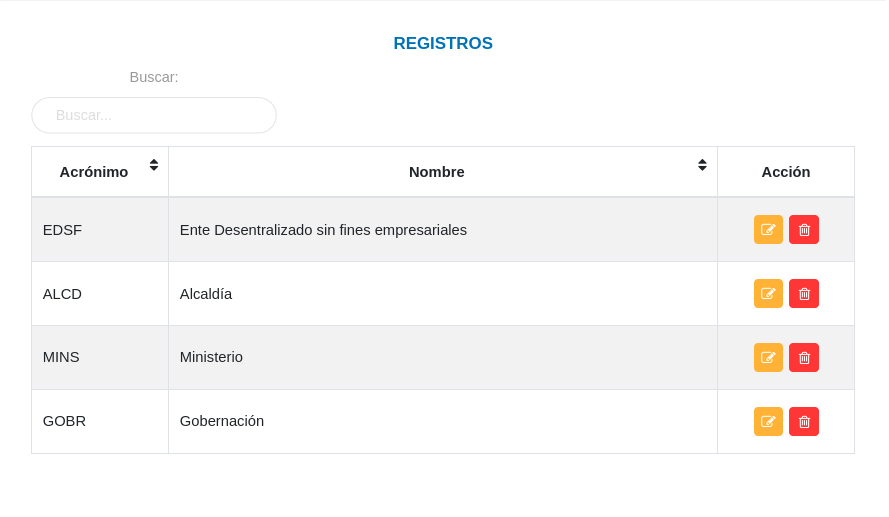 REGISTROS
Buscar:
Buscar...
Acrónimo Nombre Acción
EDSF Ente Desentralizado sin fines empresariales
ALCD Alcaldía
MINS Ministerio
GOBR Gobernación